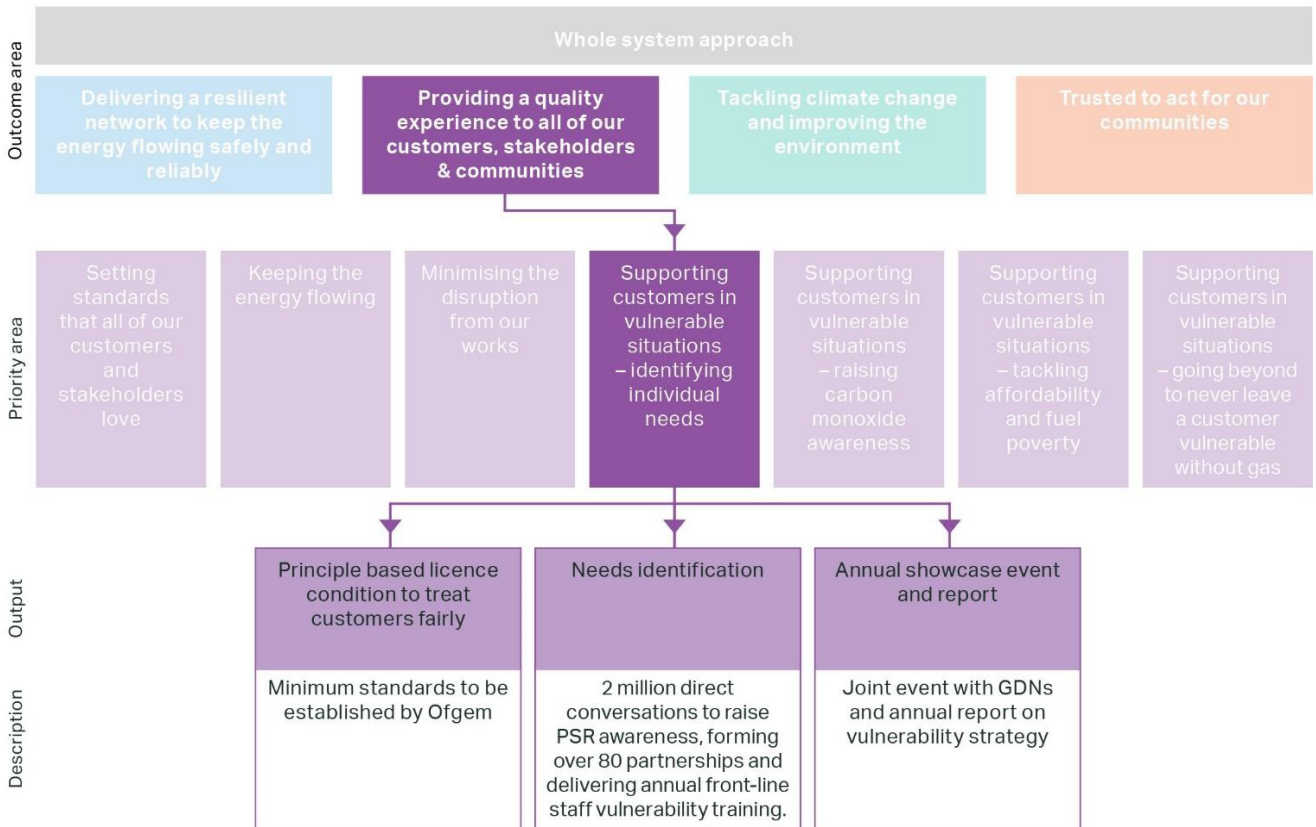 Outcome area
Whole system approach
Delivering a resilient
network to keep the
energy flowing safely and
reliably
Providing a quality
experience to all of our
customers, stakeholders
& communities
Tackling climate change
and improving the
environment
Trusted to act for our
communities
Priority area
Setting
standards
that all of our
customers
and
stakeholders
love
Keeping the
energy flowing
Minimising the
disruption
from our
works
Supporting
customers in
vulnerable
situations
– identifying
individual
needs
Supporting
customers in
vulnerable
situations
– raising
carbon
monoxide
awareness
Supporting
customers in
vulnerable
situations
– tackling
affordability
and fuel
poverty
Supporting
customers in
vulnerable
situations
– going beyond
to never leave
a customer
vulnerable
without gas
Output
Principle based licence
condition to treat
customers fairly
Needs identification
Annual showcase event
and report
Description
Minimum standards to be
established by Ofgem
2 million direct
conversations to raise
PSR awareness, forming
over 80 partnerships and
delivering annual front-line
staff vulnerability training.
Joint event with GDNs
and annual report on
vulnerability strategy